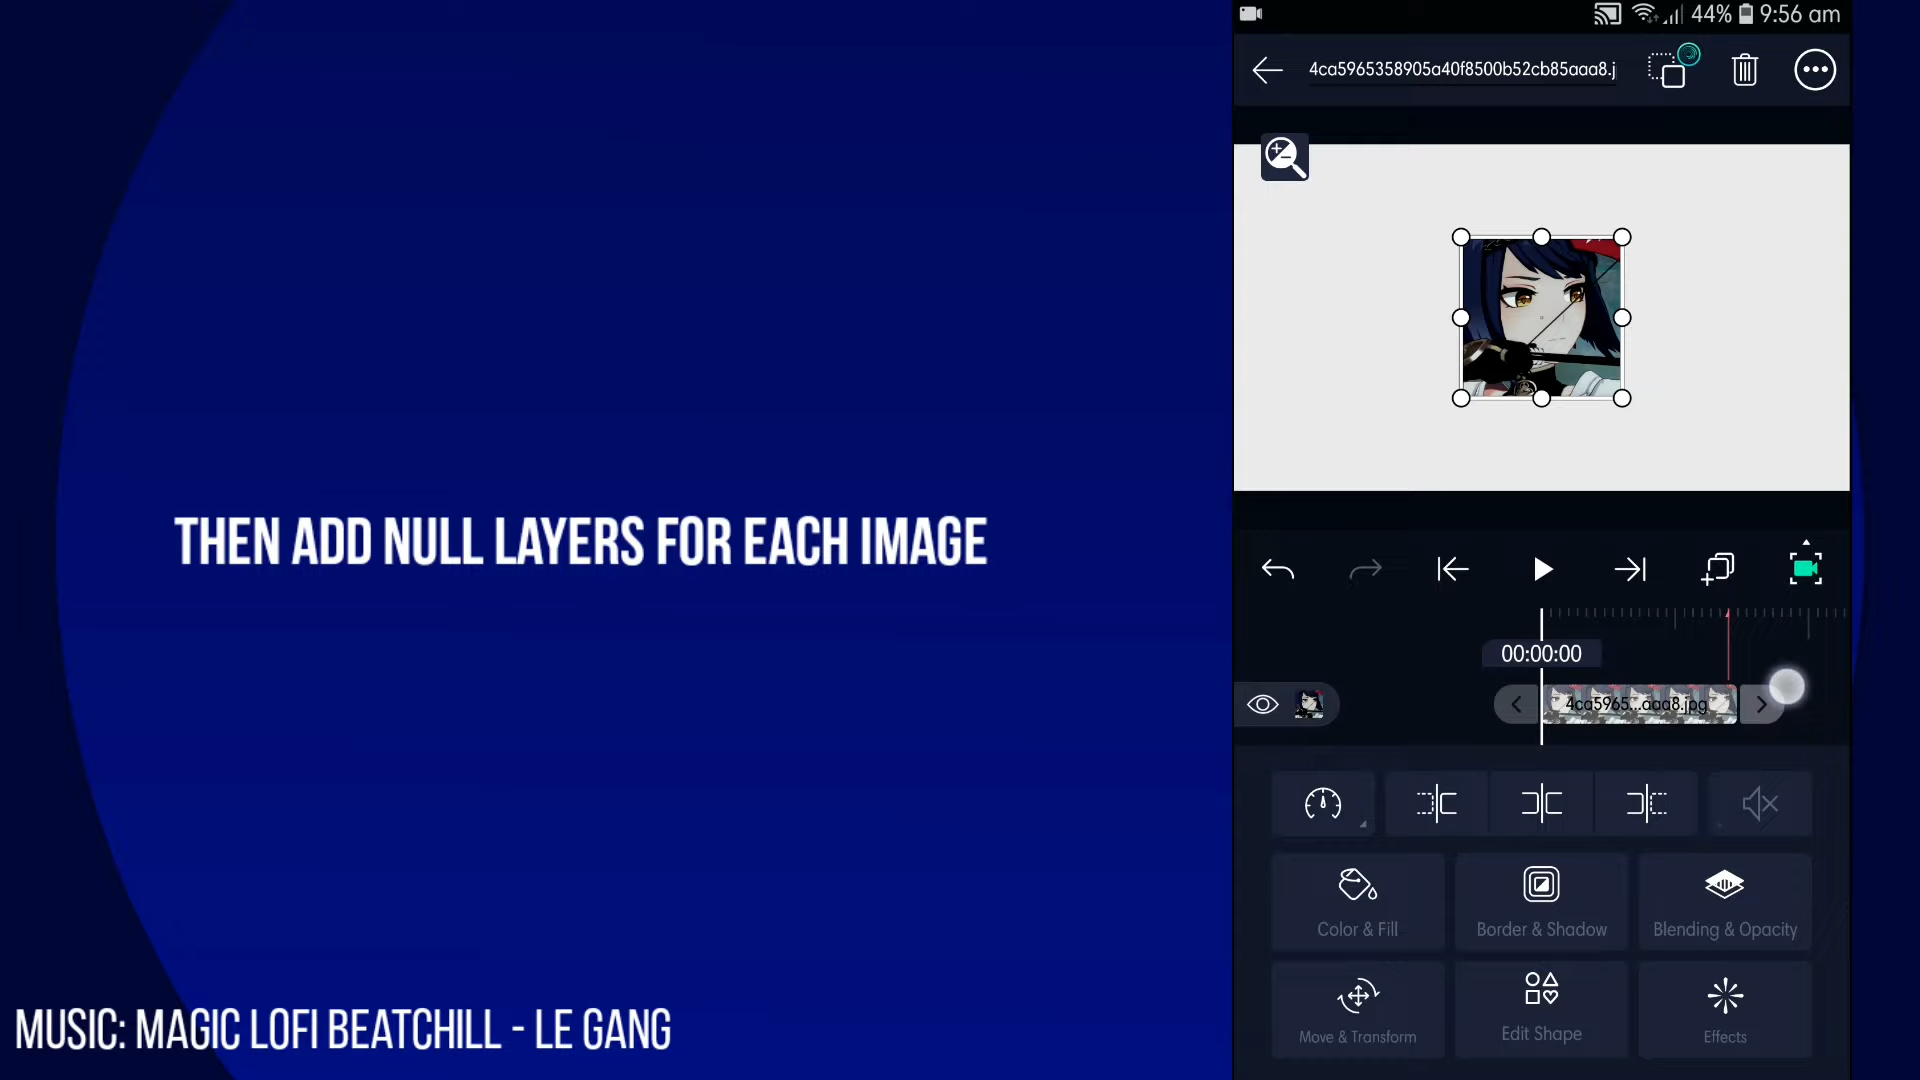 44% 9:56 am
4ca5965358905a40f8500b52cb85aaa8.j
THEN ADD NULL LAYERS FOR EACH IMAGE
00:00:00
4ca5965...aaa8.jpg
Color & Fill
Border & Shadow
Blending & Opacity
Move & Transform
Edit Shape
Effects
MUSIC: MAGIC LOFI BEATCHILL - LE GANG